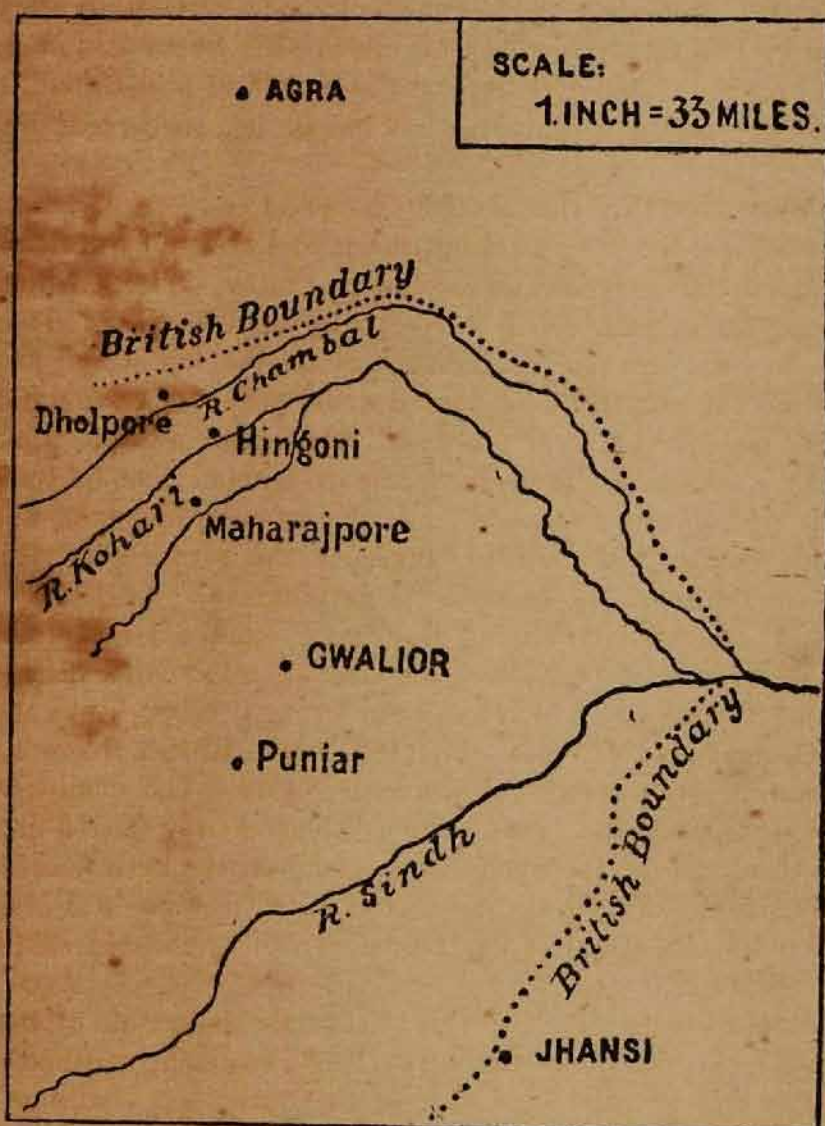 SCALE:
1.INCH = 33 MILES.
AGRA
British Boundary
R. Chambal
Dholpore
Hingoni
R. Kohari
Maharajpore
GWALIOR
Puniar
British Boundary
R. Sindh
JHANSI